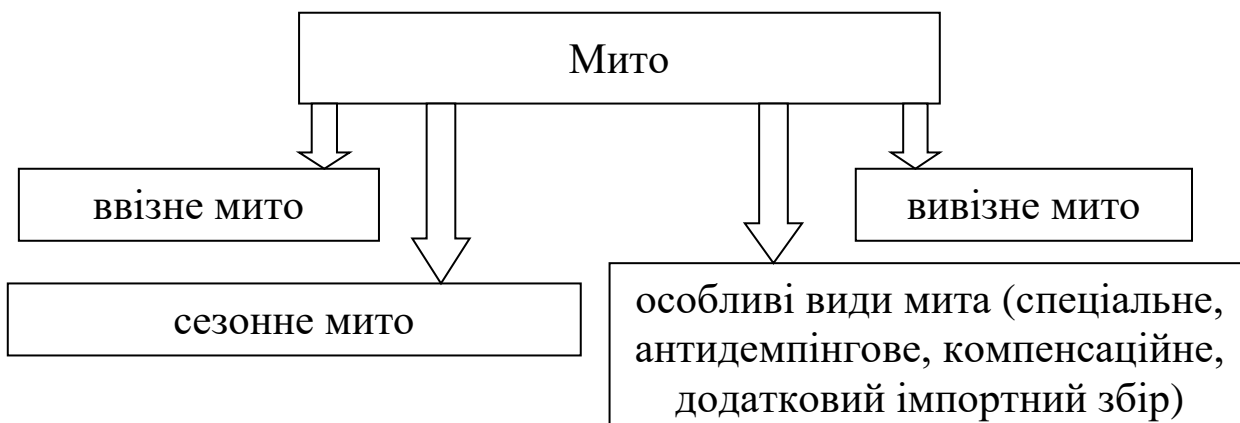 Мито
ввізне мито
вивізне мито
сезонне мито
особливі види мита (спеціальне,
антидемпінгове, компенсаційне,
додатковий імпортний збір)